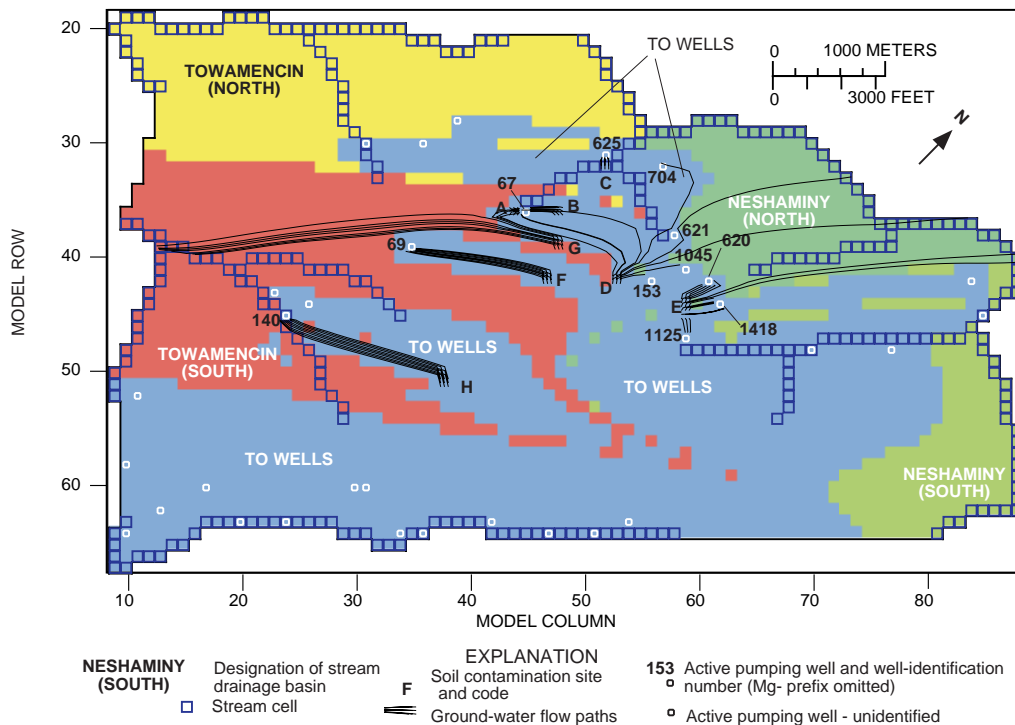 TO WELLS
0 1000 METERS
0 3000 FEET
N
MODEL ROW
20
30
40
50
60
TOWAMENCIN
(NORTH)
625
C
67
704
A
B
NESHAMINY
(NORTH)
621
620
G
1045
69
F
D
153
E
1418
1125
140
TOWAMENCIN
(SOUTH)
TO WELLS
H
TO WELLS
TO WELLS
NESHAMINY
(SOUTH)
10 20 30 40 50 60 70 80
MODEL COLUMN
EXPLANATION
NESHAMINY
(SOUTH)
Designation of stream
drainage basin
Stream cell
F
Soil contamination site
and code
Ground-water flow paths
153
Active pumping well and well-identification
number (Mg- prefix omitted)
Active pumping well - unidentified